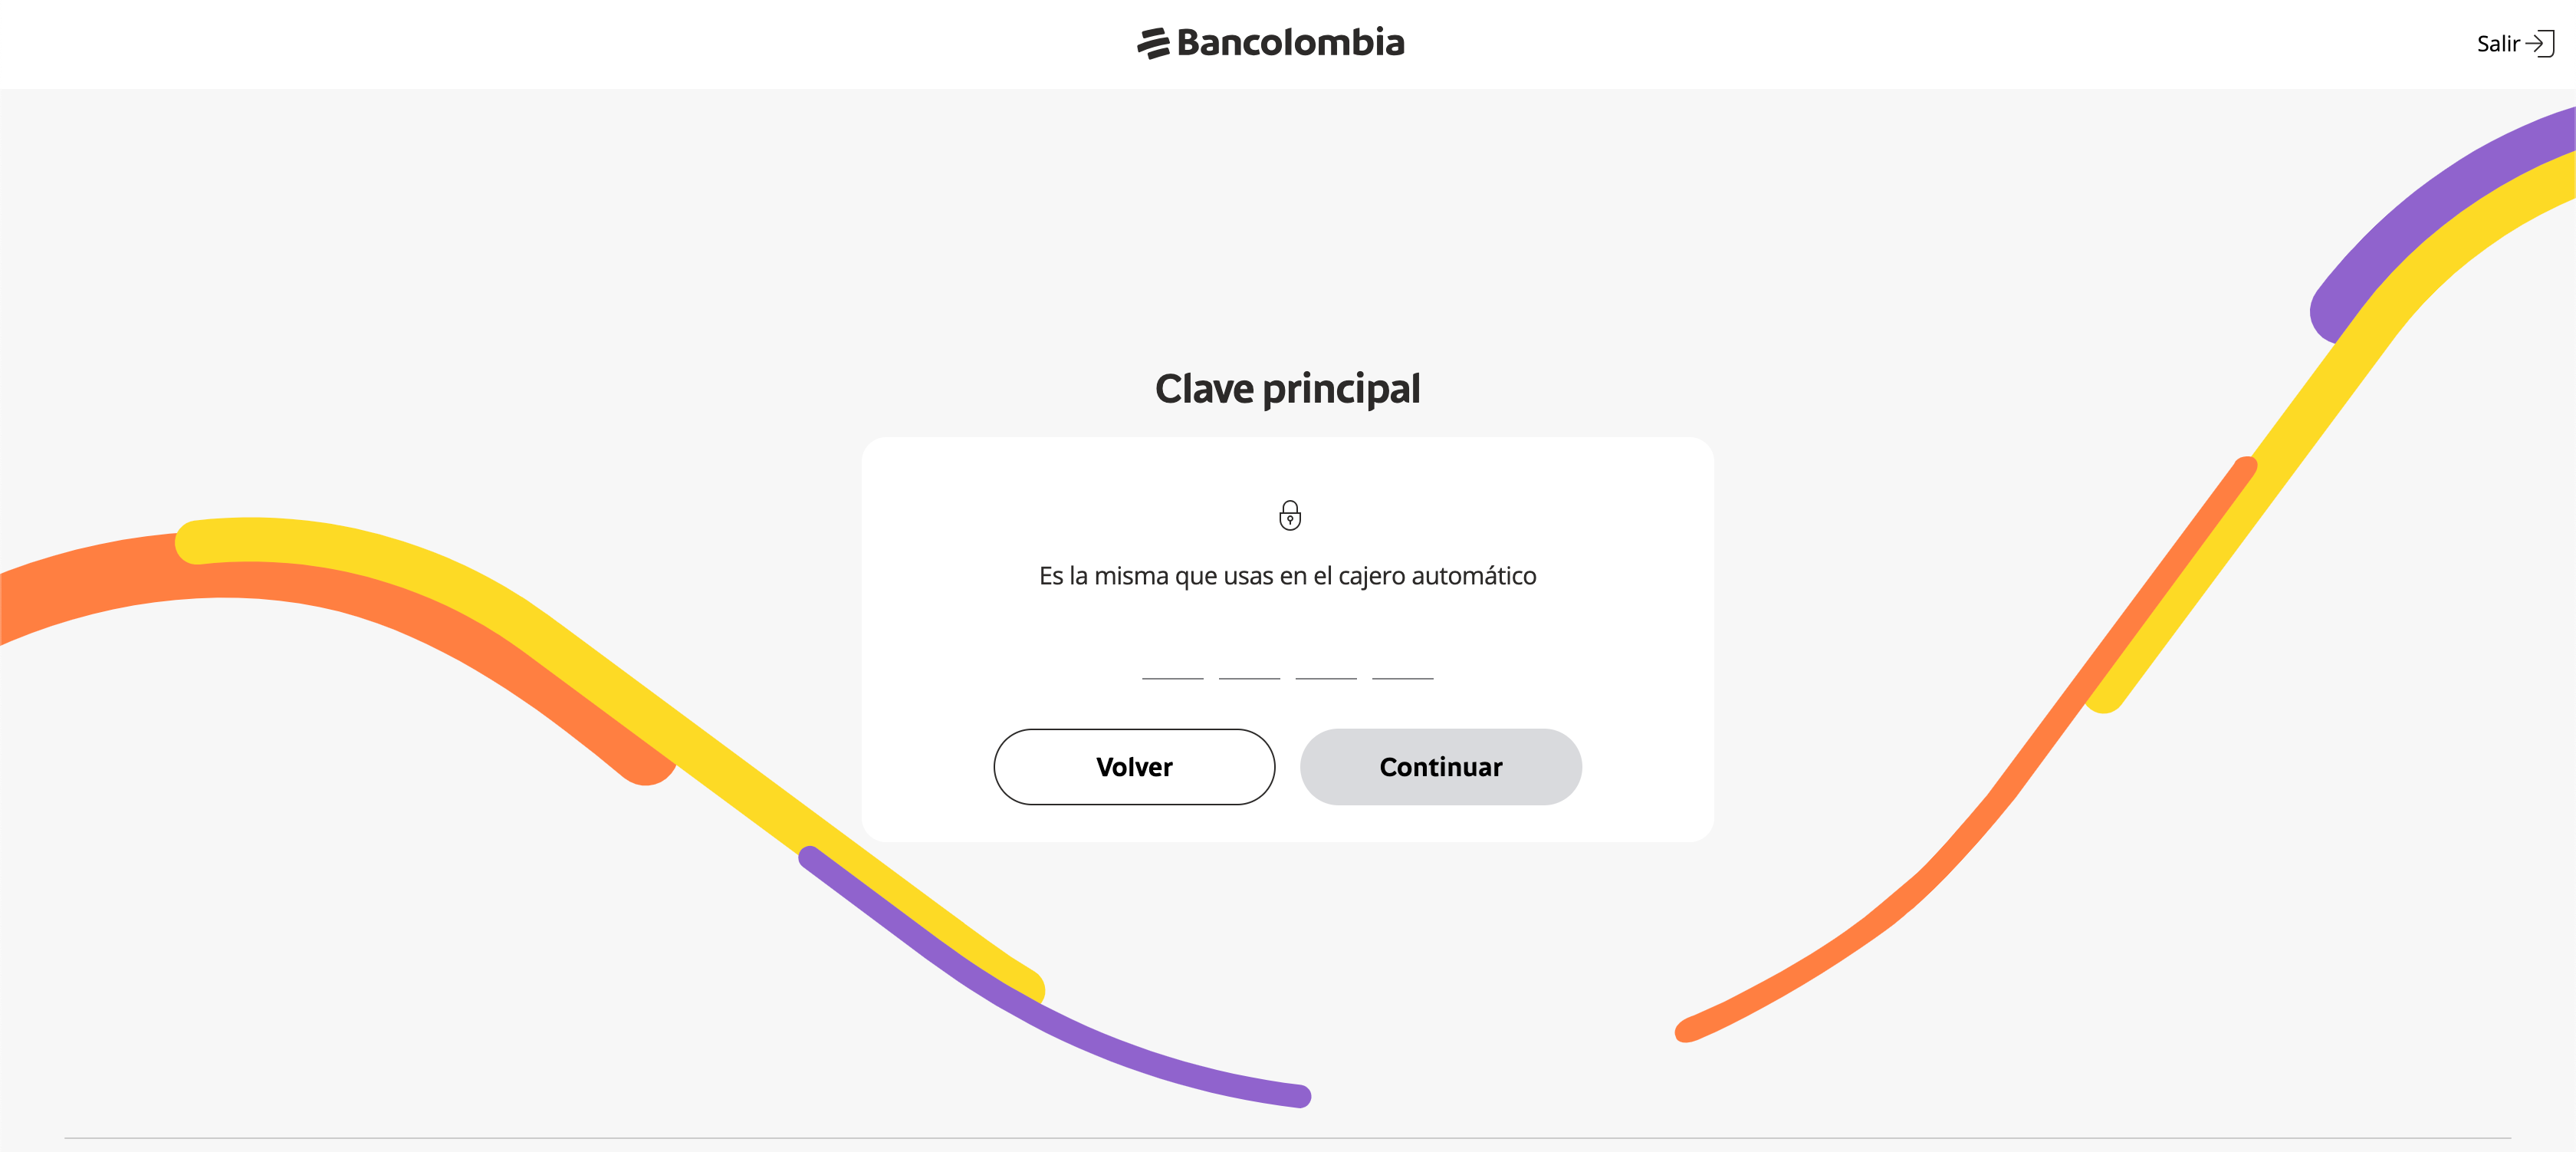 Bancolombia
Salir
Clave principal
Es la misma que usas en el cajero automático
Volver
Continuar